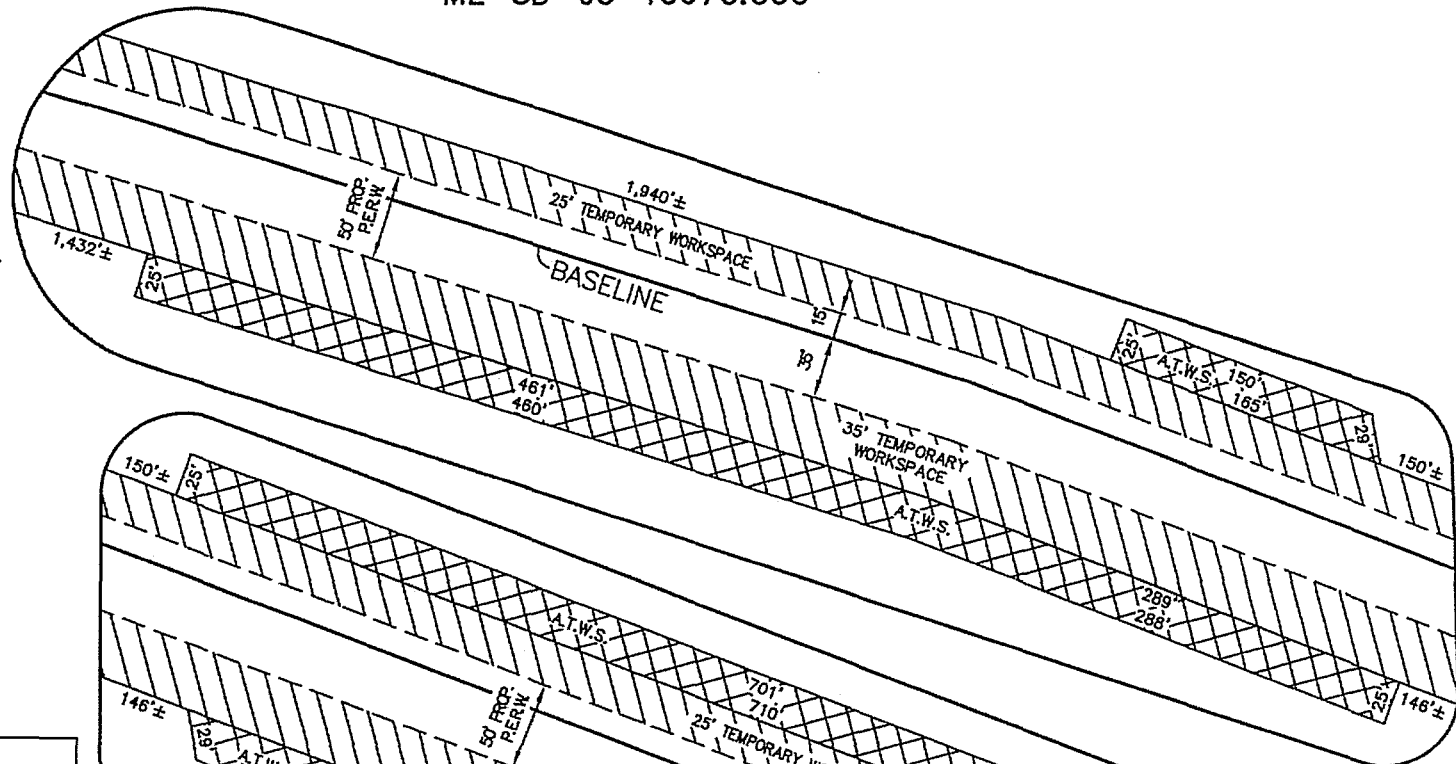 50' PROP.
P.E.R.W.
1,940'±
25' TEMPORARY WORKSPACE
1,432'±
25'
BASELINE
15'
35'
25'
A.T.W.S.
150'
165'
29'
150'±
461'
460'
35' TEMPORARY
WORKSPACE
A.T.W.S.
289'
288'
25'
146'±
150'±
25'
A.T.W.S.
701'
710'
50' PROP.
P.E.R.W.
25' TEMPORARY
146'±
29'